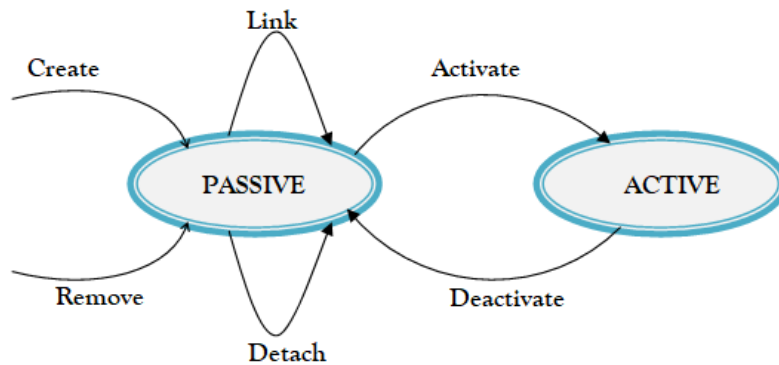 Link
Create
Activate
PASSIVE
ACTIVE
Remove
Deactivate
Detach